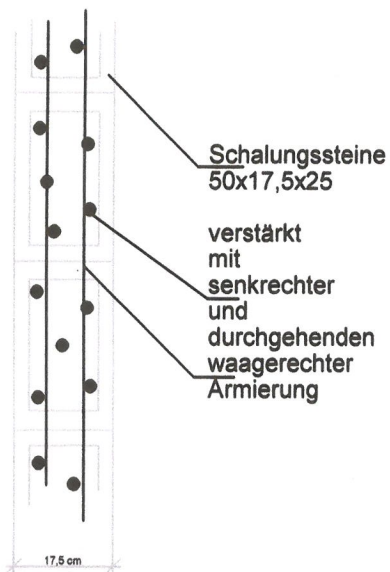 Schalungssteine
50x17,5x25
verstärkt
mit
senkrechter
und
durchgehenden
waagerechter
Armierung
17,5 cm